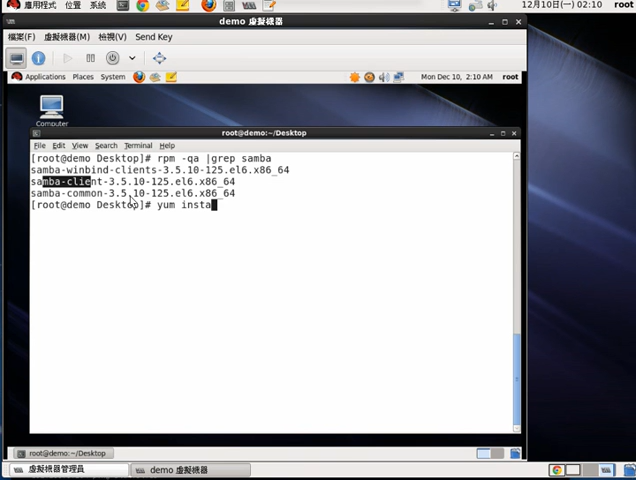 應用程式 位置 系統 12月10日(一) 02:10 root
demo 虛擬機器
檔案(F) 虛擬機器(M) 檢視(V) Send Key
Applications Places System Mon Dec 10, 2:10 AM root
Computer
root@demo:~/Desktop
File Edit View Search Terminal Help
[root@demo Desktop]# rpm -qa |grep samba
samba-winbind-clients-3.5.10-125.el6.x86_64
samba-client-3.5.10-125.el6.x86_64
samba-common-3.5.10-125.el6.x86_64
[root@demo Desktop]# yum insta
root@demo:~/Desktop
虛擬機器管理員 demo 虛擬機器